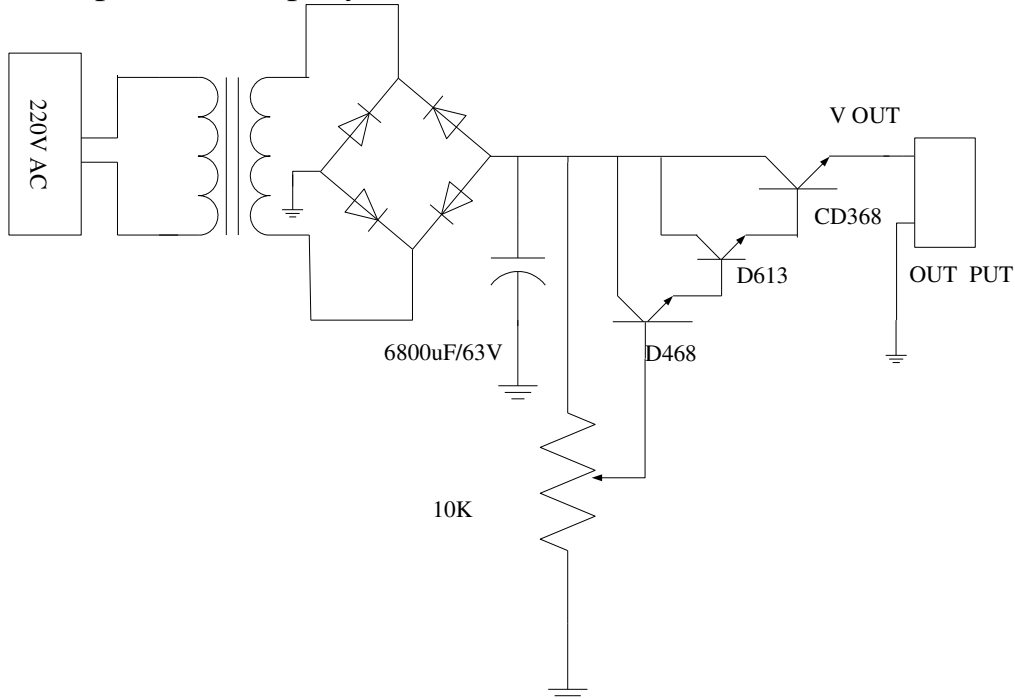 220V AC
V OUT
CD368
D613
OUT PUT
D468
6800uF/63V
10K